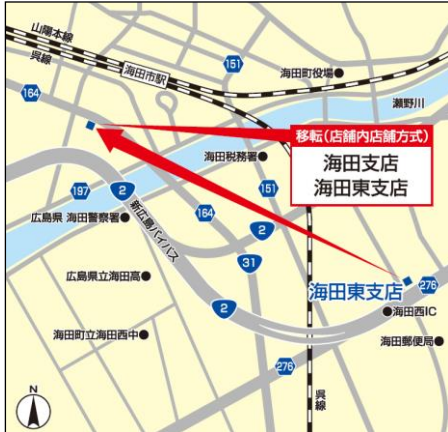 山陽本線
呉線
海田市駅
151
海田町役場
瀬野川
164
移転(店舗内店舗方式)
海田支店
海田東支店
海田税務署
197
2
151
広島県 海田警察署
新広島バイパス
164
2
31
広島県立海田高
海田東支店
276
2
海田西IC
海田町立海田西中
海田郵便局
276
呉線
N